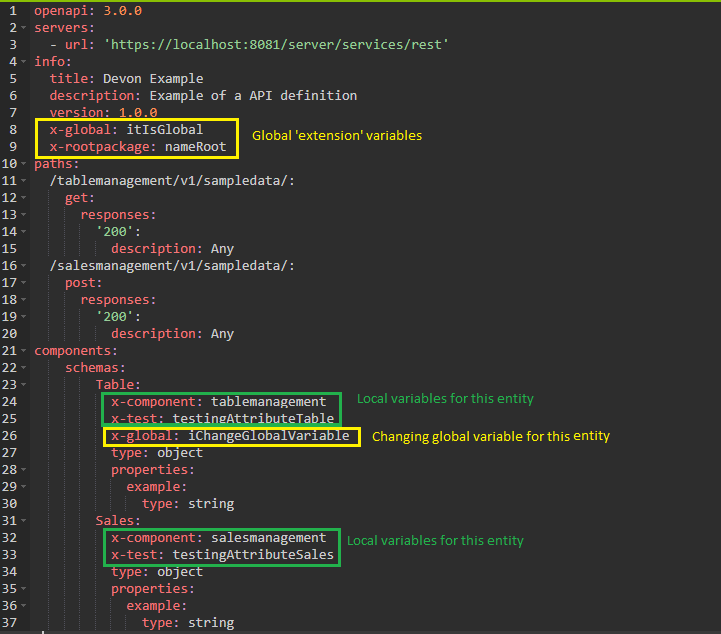 1 openapi: 3.0.0
2 servers:
3 - url: 'https://localhost:8081/server/services/rest'
4 info:
5 title: Devon Example
6 description: Example of a API definition
7 version: 1.0.0
8 x-global: itIsGlobal
Global 'extension' variables
9 x-rootpackage: nameRoot
10 paths:
11 /tablemanagement/v1/sampledata/:
12 get:
13 responses:
14 '200':
15 description: Any
16 /salesmanagement/v1/sampledata/:
17 post:
18 responses:
19 '200':
20 description: Any
21 components:
22 schemas:
23 Table:
24 x-component: tablemanagement
Local variables for this entity
25 x-test: testingAttributeTable
26 x-global: iChangeGlobalVariable
Changing global variable for this entity
27 type: object
28 properties:
29 example:
30 type: string
31 Sales:
32 x-component: salesmanagement
Local variables for this entity
33 x-test: testingAttributeSales
34 type: object
35 properties:
36 example:
37 type: string